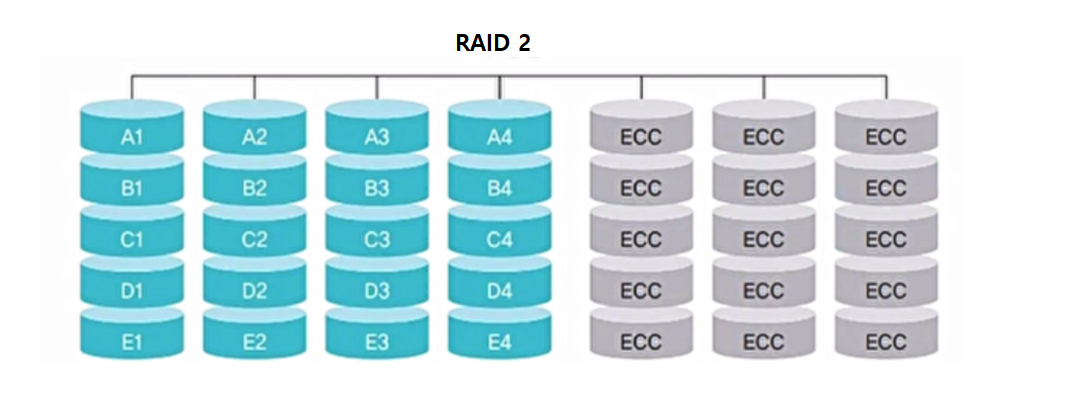 RAID 2
A1 A2 A3 A4 ECC ECC ECC
B1 B2 B3 B4 ECC ECC ECC
C1 C2 C3 C4 ECC ECC ECC
D1 D2 D3 D4 ECC ECC ECC
E1 E2 E3 E4 ECC ECC ECC